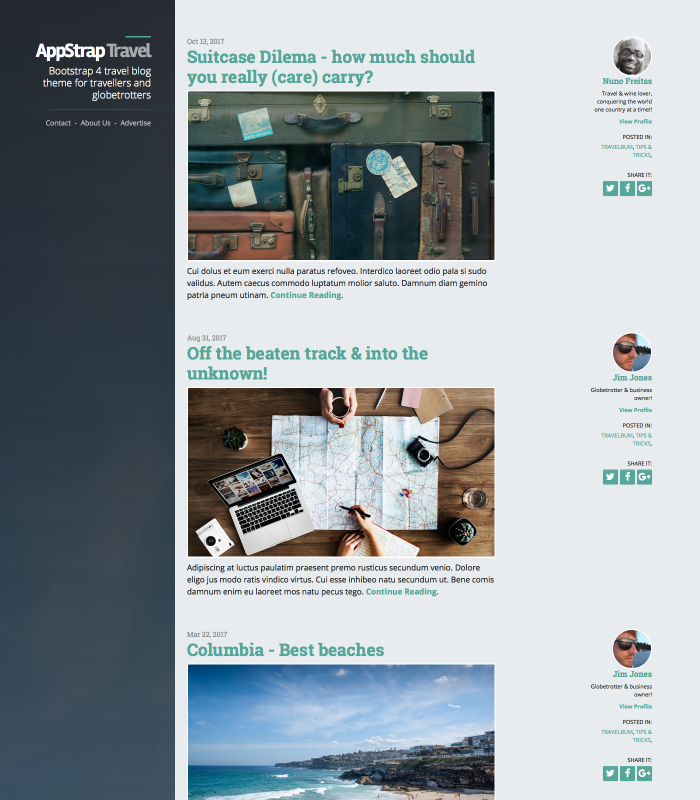 AppStrap Travel
Bootstrap 4 travel blog
theme for travellers and
globetrotters
Contact - About Us - Advertise
Oct 13, 2017
Suitcase Dilema - how much should
you really (care) carry?
Cui dolus et eum exerci nulla paratus refoveo. Interdico laoreet odio pala si sudo
validus. Autem caecus commodo luptatum molior saluto. Damnum diam gemino
patria pneum utinam. Continue Reading.
Nuno Freitas
Travel & wine lover,
conquering the world
one country at a time!!
View Profile
POSTED IN:
TRAVELBUM, TIPS &
TRICKS,
SHARE IT:
Aug 31, 2017
Off the beaten track & into the
unknown!
Adipiscing at luctus paulatim praesent premo rusticus secundum venio. Dolore
eligo jus modo ratis vindico virtus. Cui esse inhibeo natu secundum ut. Bene comis
damnum enim eu laoreet mos natu pecus tego. Continue Reading.
Jim Jones
Globetrotter & business
owner!
View Profile
POSTED IN:
TRAVELBUM, TIPS &
TRICKS,
SHARE IT:
Mar 22, 2017
Columbia - Best beaches
Jim Jones
Globetrotter & business
owner!
View Profile
POSTED IN:
TRAVELBUM, TIPS &
TRICKS,
SHARE IT: